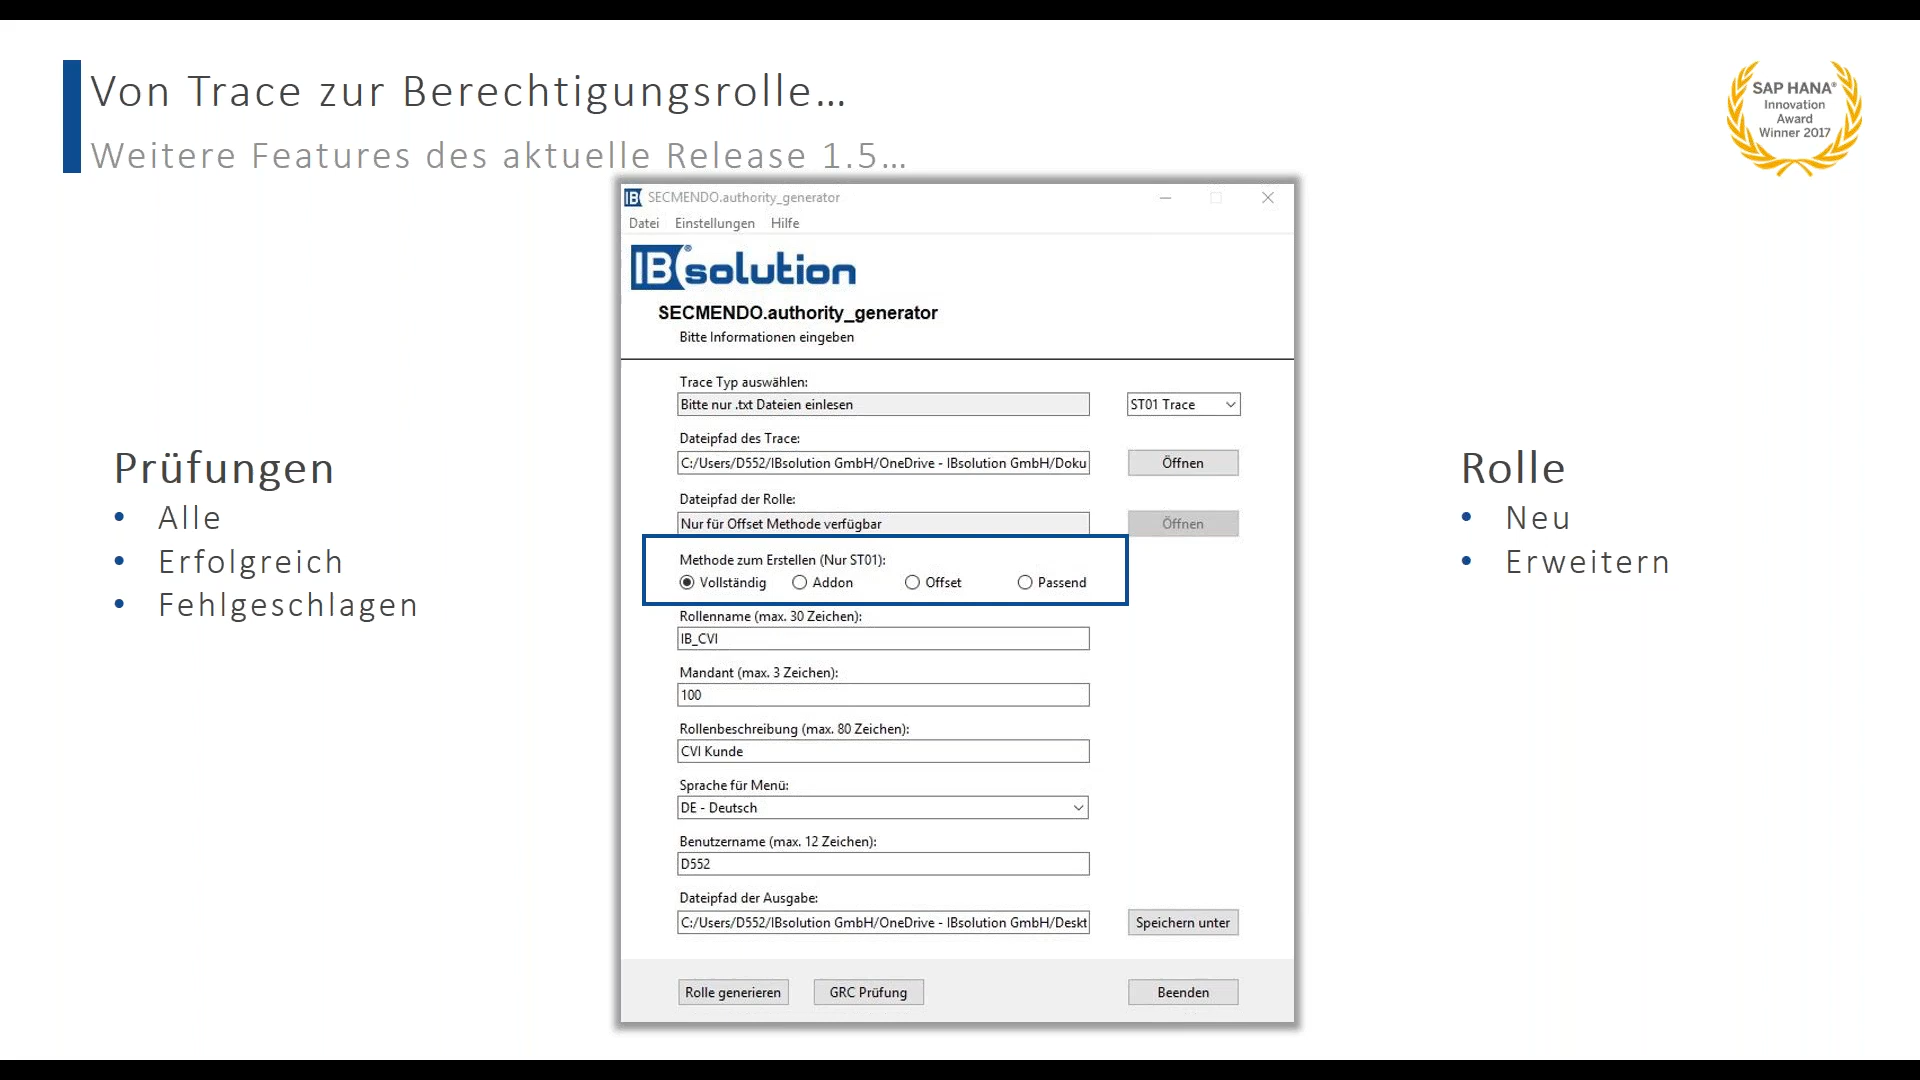 Von Trace zur Berechtigungsrolle…
Weitere Features des aktuelle Release 1.5…
SAP HANA®
Innovation
Award
Winner 2017
IB SECMENDO.authority_generator
Datei Einstellungen Hilfe
IBsolution®
SECMENDO.authority_generator
Bitte Informationen eingeben
Trace Typ auswählen:
Bitte nur .txt Dateien einlesen ST01 Trace
Dateipfad des Trace:
C:/Users/D552/IBsolution GmbH/OneDrive - IBsolution GmbH/Doku Öffnen
Dateipfad der Rolle:
Nur für Offset Methode verfügbar Öffnen
Methode zum Erstellen (Nur ST01):
Vollständig Addon Offset Passend
Rollenname (max. 30 Zeichen):
IB_CVI
Mandant (max. 3 Zeichen):
100
Rollenbeschreibung (max. 80 Zeichen):
CVI Kunde
Sprache für Menü:
DE - Deutsch
Benutzername (max. 12 Zeichen):
D552
Dateipfad der Ausgabe:
C:/Users/D552/IBsolution GmbH/OneDrive - IBsolution GmbH/Deskt Speichern unter
Rolle generieren GRC Prüfung Beenden
Prüfungen
• Alle
• Erfolgreich
• Fehlgeschlagen
Rolle
• Neu
• Erweitern